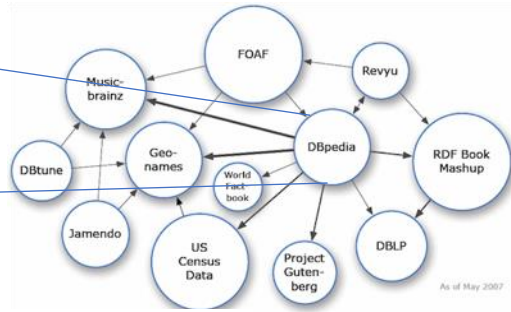 FOAF
Music-
brainz
Revyu
DBpedia
RDF Book
Mashup
Geo-
names
DBtune
World
Fact-
book
Jamendo
US
Census
Data
Project
Guten-
berg
DBLP
As of May 2007